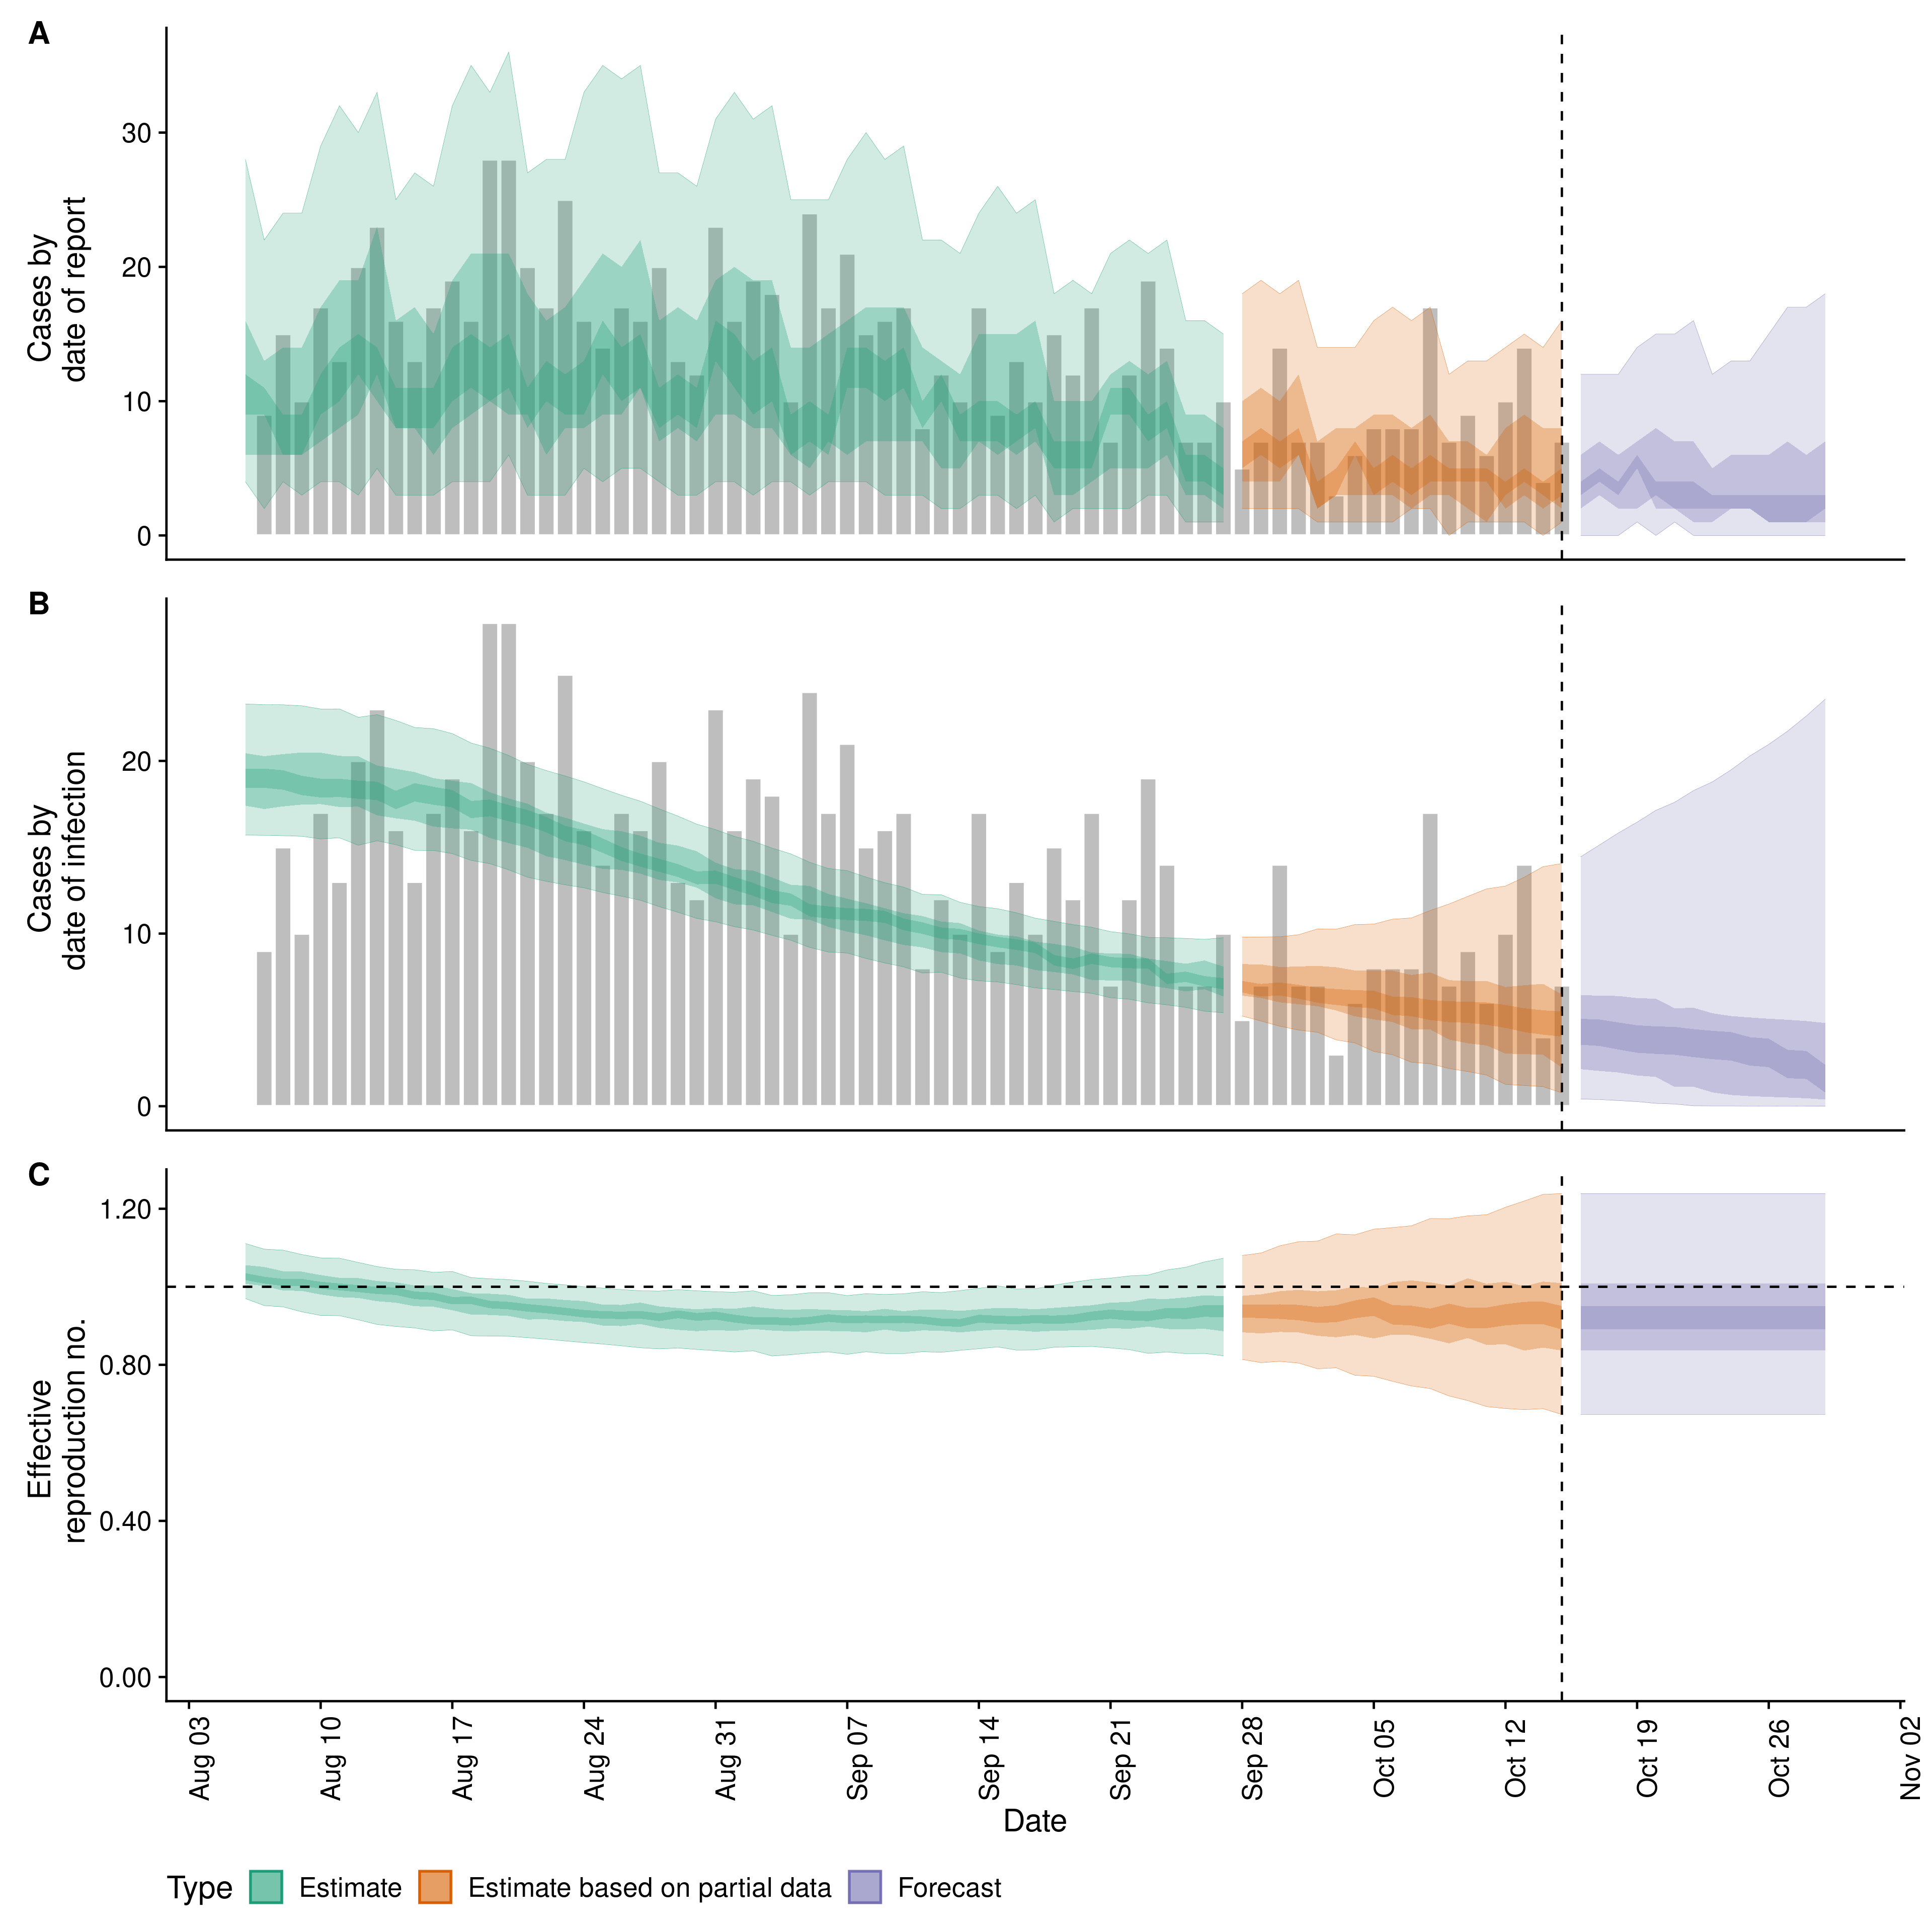 A
Cases by
date of report
30
20
10
0
B
Cases by
date of infection
20
10
0
C
Effective
reproduction no.
1.20
0.80
0.40
0.00
Aug 03
Aug 10
Aug 17
Aug 24
Aug 31
Sep 07
Sep 14
Sep 21
Sep 28
Oct 05
Oct 12
Oct 19
Oct 26
Nov 02
Date
Type Estimate Estimate based on partial data Forecast